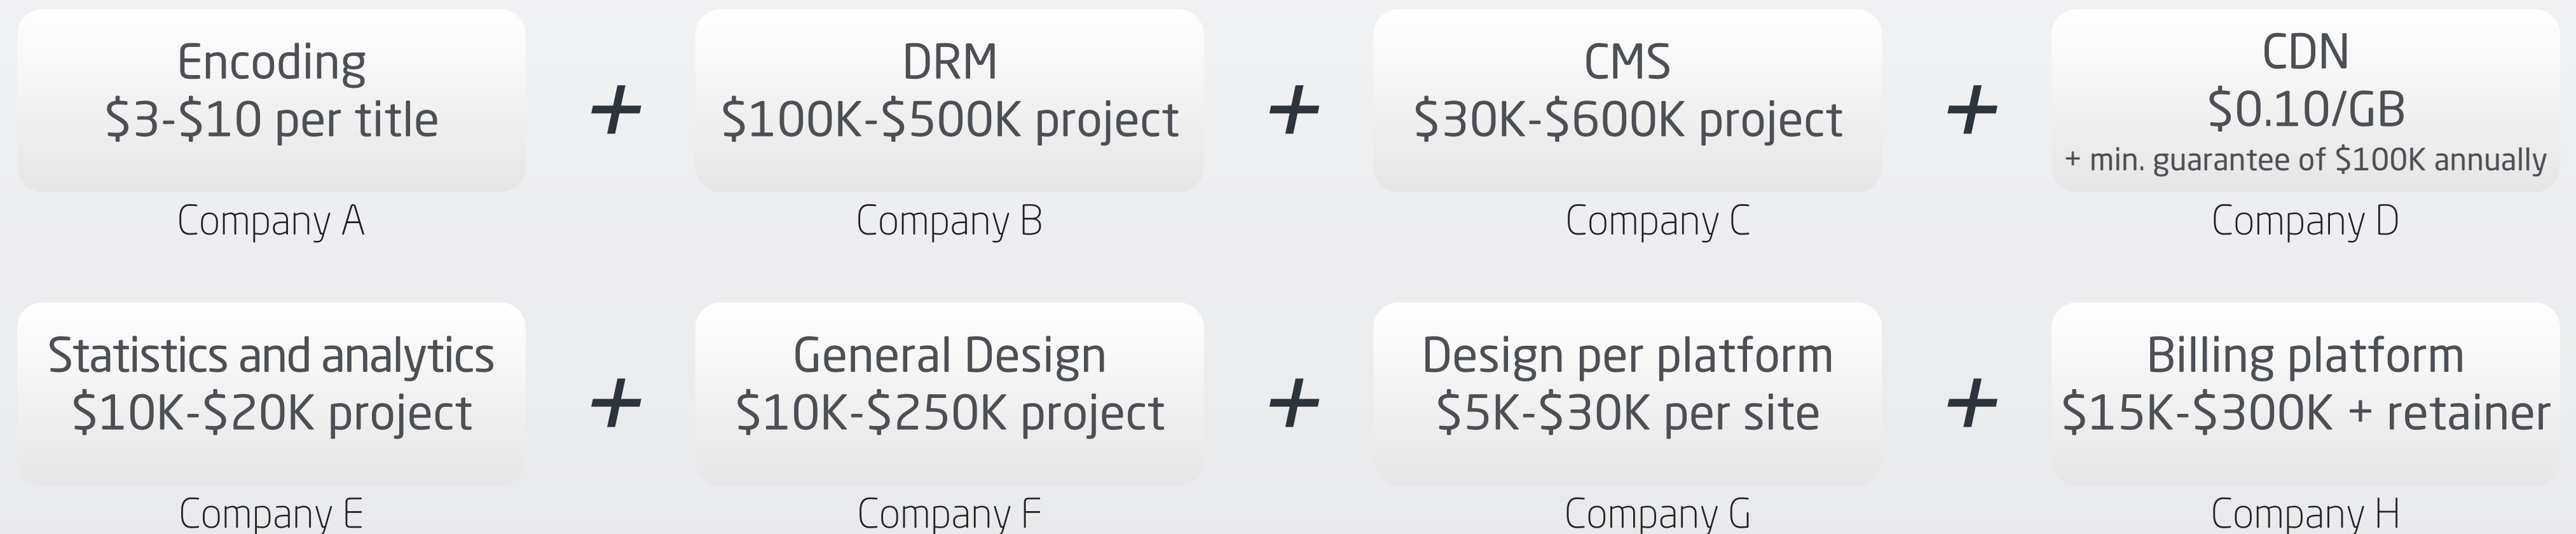 Encoding
$3-$10 per title
+
DRM
$100K-$500K project
+
CMS
$30K-$600K project
+
CDN
$0.10/GB
+ min. guarantee of $100K annually
Company A
Company B
Company C
Company D
Statistics and analytics
$10K-$20K project
+
General Design
$10K-$250K project
+
Design per platform
$5K-$30K per site
+
Billing platform
$15K-$300K + retainer
Company E
Company F
Company G
Company H